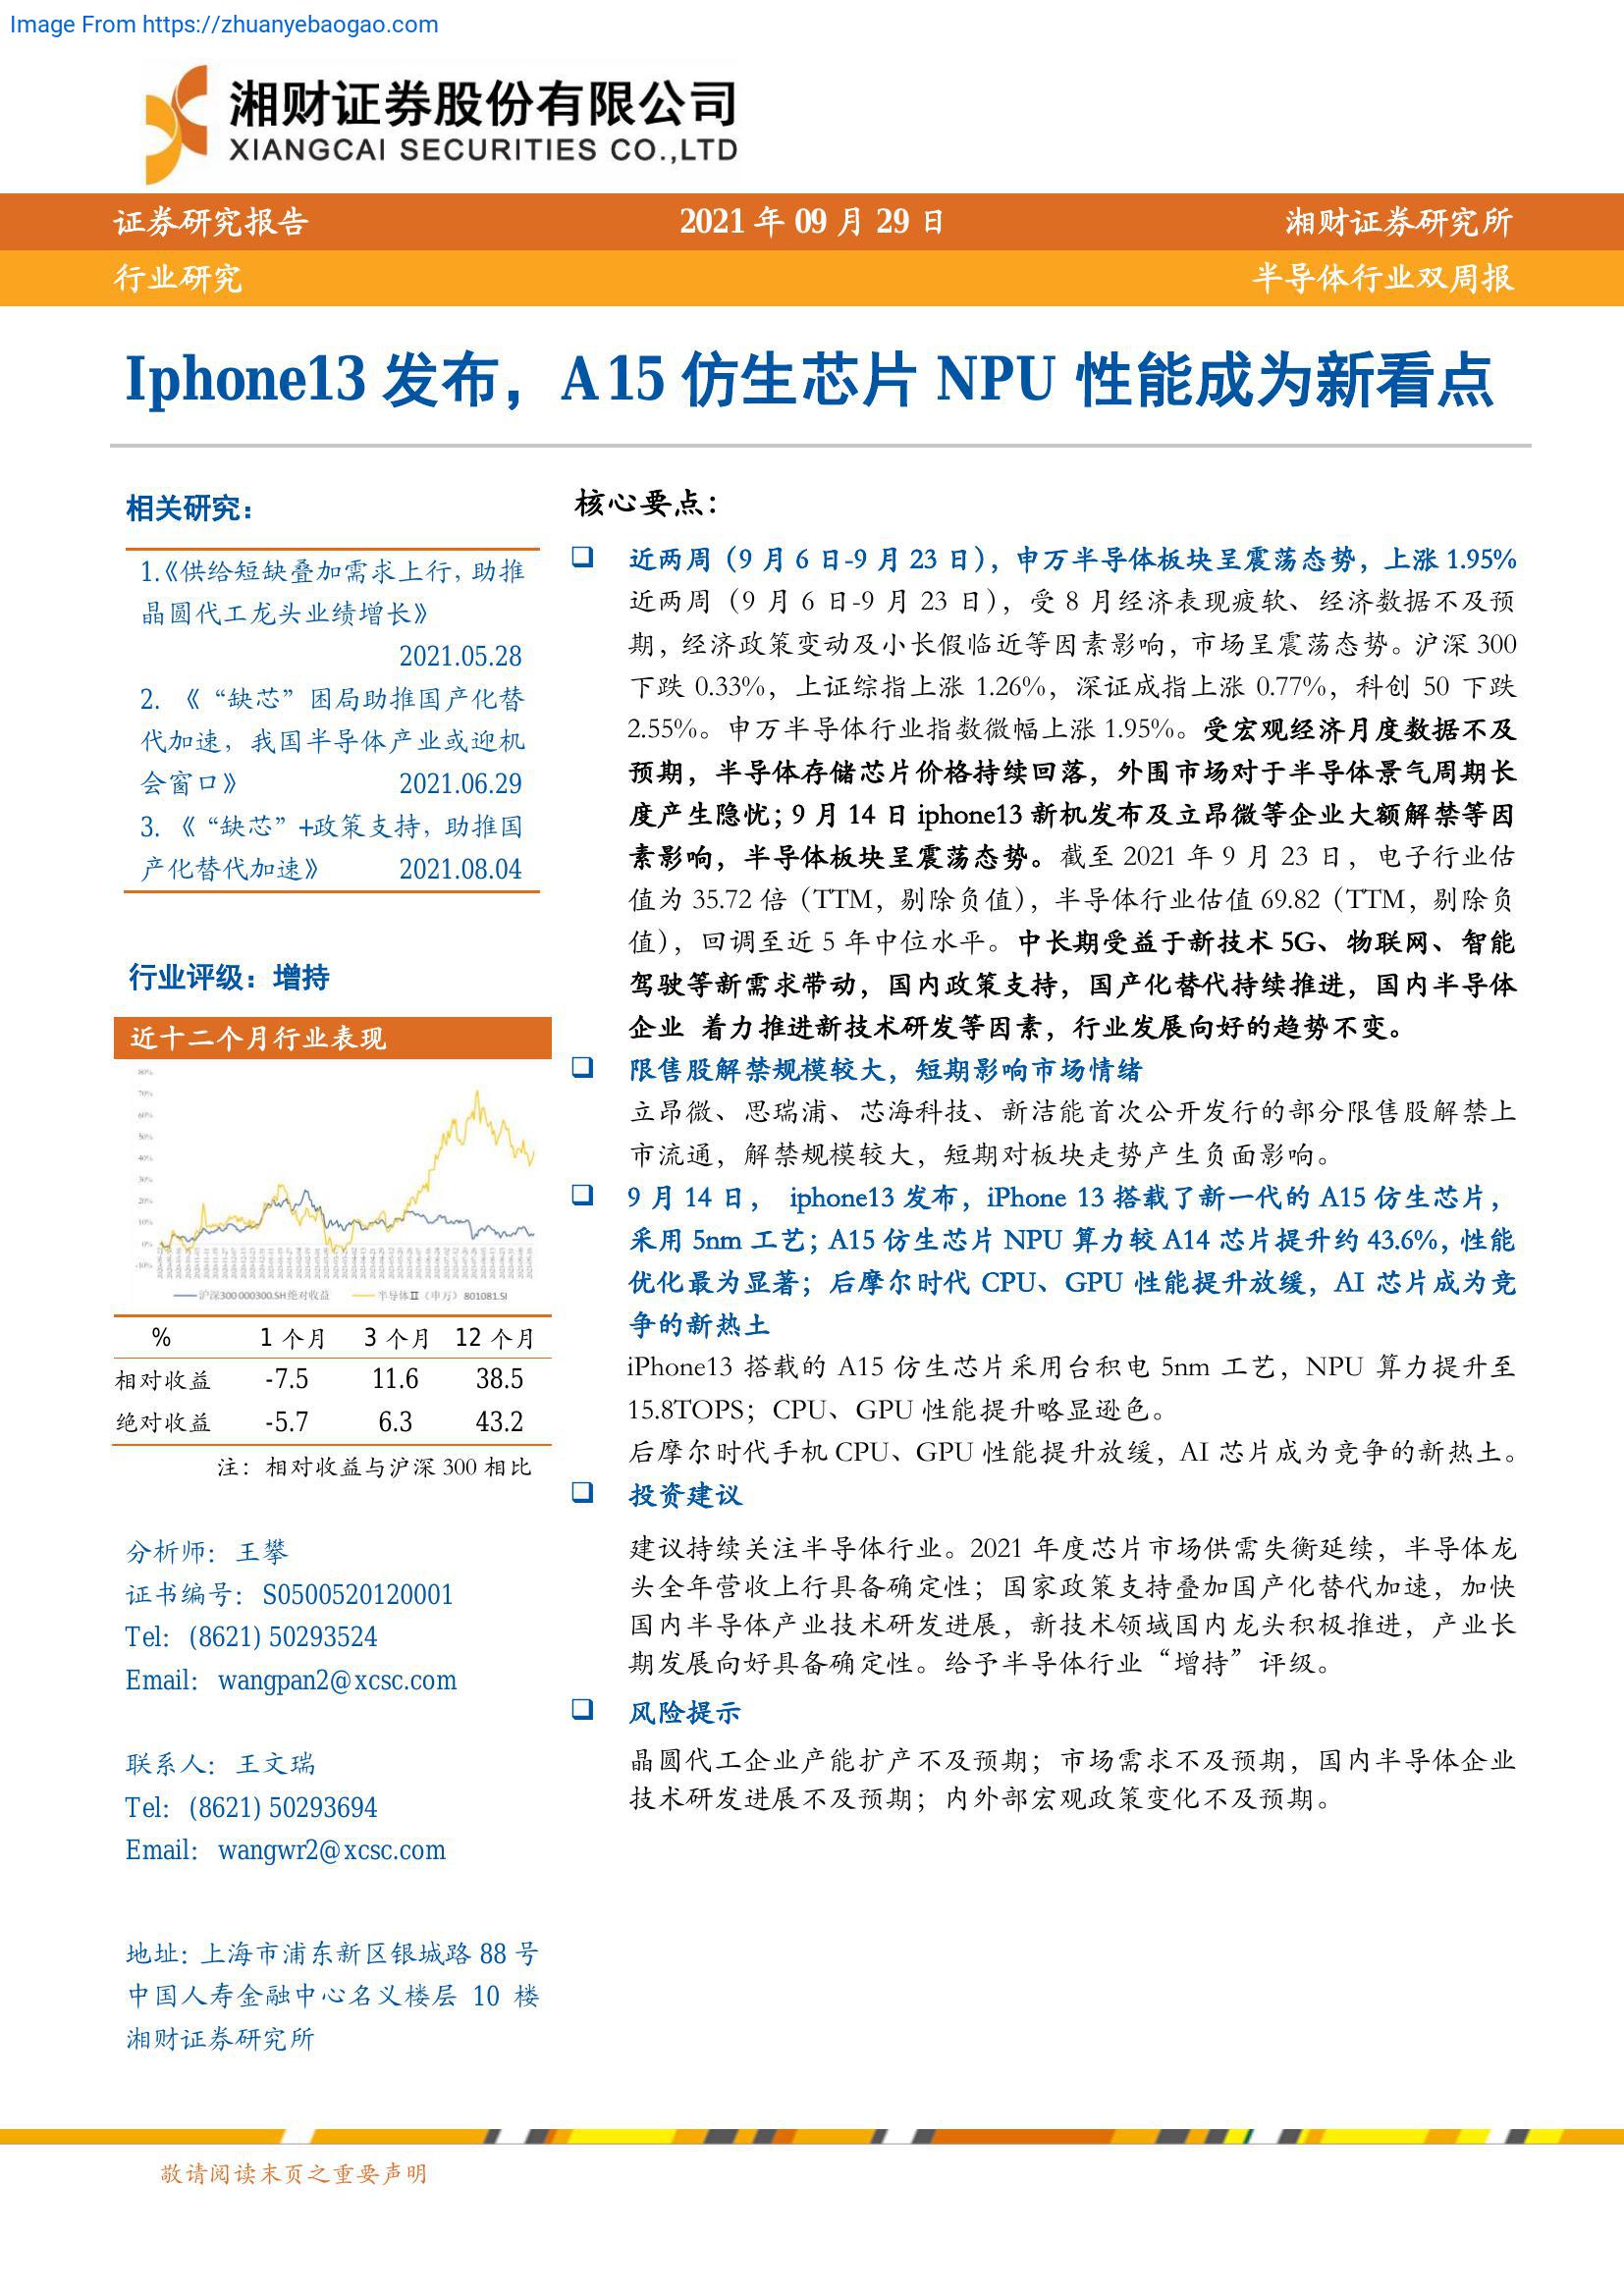 Image From https://zhuanyebaogao.com
湘财证券股份有限公司
XIANGCAI SECURITIES CO.,LTD
证券研究报告 2021 年 09 月 29 日 湘财证券研究所
行业研究 半导体行业双周报
Iphone13 发布，A15 仿生芯片 NPU 性能成为新看点
相关研究：
1.《供给短缺叠加需求上行，助推
晶圆代工龙头业绩增长》
2021.05.28
2. 《“缺芯”困局助推国产化替
代加速，我国半导体产业或迎机
会窗口》 2021.06.29
3. 《“缺芯”+政策支持，助推国
产化替代加速》 2021.08.04
行业评级：增持
近十二个月行业表现
80%
70%
60%
50%
40%
30%
20%
10%
0%
-10%
沪深300 000300.SH 绝对收益 半导体Ⅱ（申万）801081.SI
% 1 个月 3 个月 12 个月
相对收益 -7.5 11.6 38.5
绝对收益 -5.7 6.3 43.2
注：相对收益与沪深 300 相比
分析师：王攀
证书编号：S0500520120001
Tel：(8621) 50293524
Email：wangpan2@xcsc.com
联系人：王文瑞
Tel：(8621) 50293694
Email：wangwr2@xcsc.com
地址：上海市浦东新区银城路 88 号
中国人寿金融中心名义楼层 10 楼
湘财证券研究所
核心要点：
❑ 近两周（9 月 6 日-9 月 23 日），申万半导体板块呈震荡态势，上涨 1.95%
近两周（9 月 6 日-9 月 23 日），受 8 月经济表现疲软、经济数据不及预
期，经济政策变动及小长假临近等因素影响，市场呈震荡态势。沪深 300
下跌 0.33%，上证综指上涨 1.26%，深证成指上涨 0.77%，科创 50 下跌
2.55%。申万半导体行业指数微幅上涨 1.95%。受宏观经济月度数据不及
预期，半导体存储芯片价格持续回落，外围市场对于半导体景气周期长
度产生隐忧；9 月 14 日 iphone13 新机发布及立昂微等企业大额解禁等因
素影响，半导体板块呈震荡态势。截至 2021 年 9 月 23 日，电子行业估
值为 35.72 倍（TTM，剔除负值），半导体行业估值 69.82（TTM，剔除负
值），回调至近 5 年中位水平。中长期受益于新技术 5G、物联网、智能
驾驶等新需求带动，国内政策支持，国产化替代持续推进，国内半导体
企业 着力推进新技术研发等因素，行业发展向好的趋势不变。
❑ 限售股解禁规模较大，短期影响市场情绪
立昂微、思瑞浦、芯海科技、新洁能首次公开发行的部分限售股解禁上
市流通，解禁规模较大，短期对板块走势产生负面影响。
❑ 9 月 14 日， iphone13 发布，iPhone 13 搭载了新一代的 A15 仿生芯片，
采用 5nm 工艺；A15 仿生芯片 NPU 算力较 A14 芯片提升约 43.6%，性能
优化最为显著；后摩尔时代 CPU、GPU 性能提升放缓，AI 芯片成为竞
争的新热土
iPhone13 搭载的 A15 仿生芯片采用台积电 5nm 工艺，NPU 算力提升至
15.8TOPS；CPU、GPU 性能提升略显逊色。
后摩尔时代手机 CPU、GPU 性能提升放缓，AI 芯片成为竞争的新热土。
❑ 投资建议
建议持续关注半导体行业。2021 年度芯片市场供需失衡延续，半导体龙
头全年营收上行具备确定性；国家政策支持叠加国产化替代加速，加快
国内半导体产业技术研发进展，新技术领域国内龙头积极推进，产业长
期发展向好具备确定性。给予半导体行业“增持”评级。
❑ 风险提示
晶圆代工企业产能扩产不及预期；市场需求不及预期，国内半导体企业
技术研发进展不及预期；内外部宏观政策变化不及预期。
敬请阅读末页之重要声明